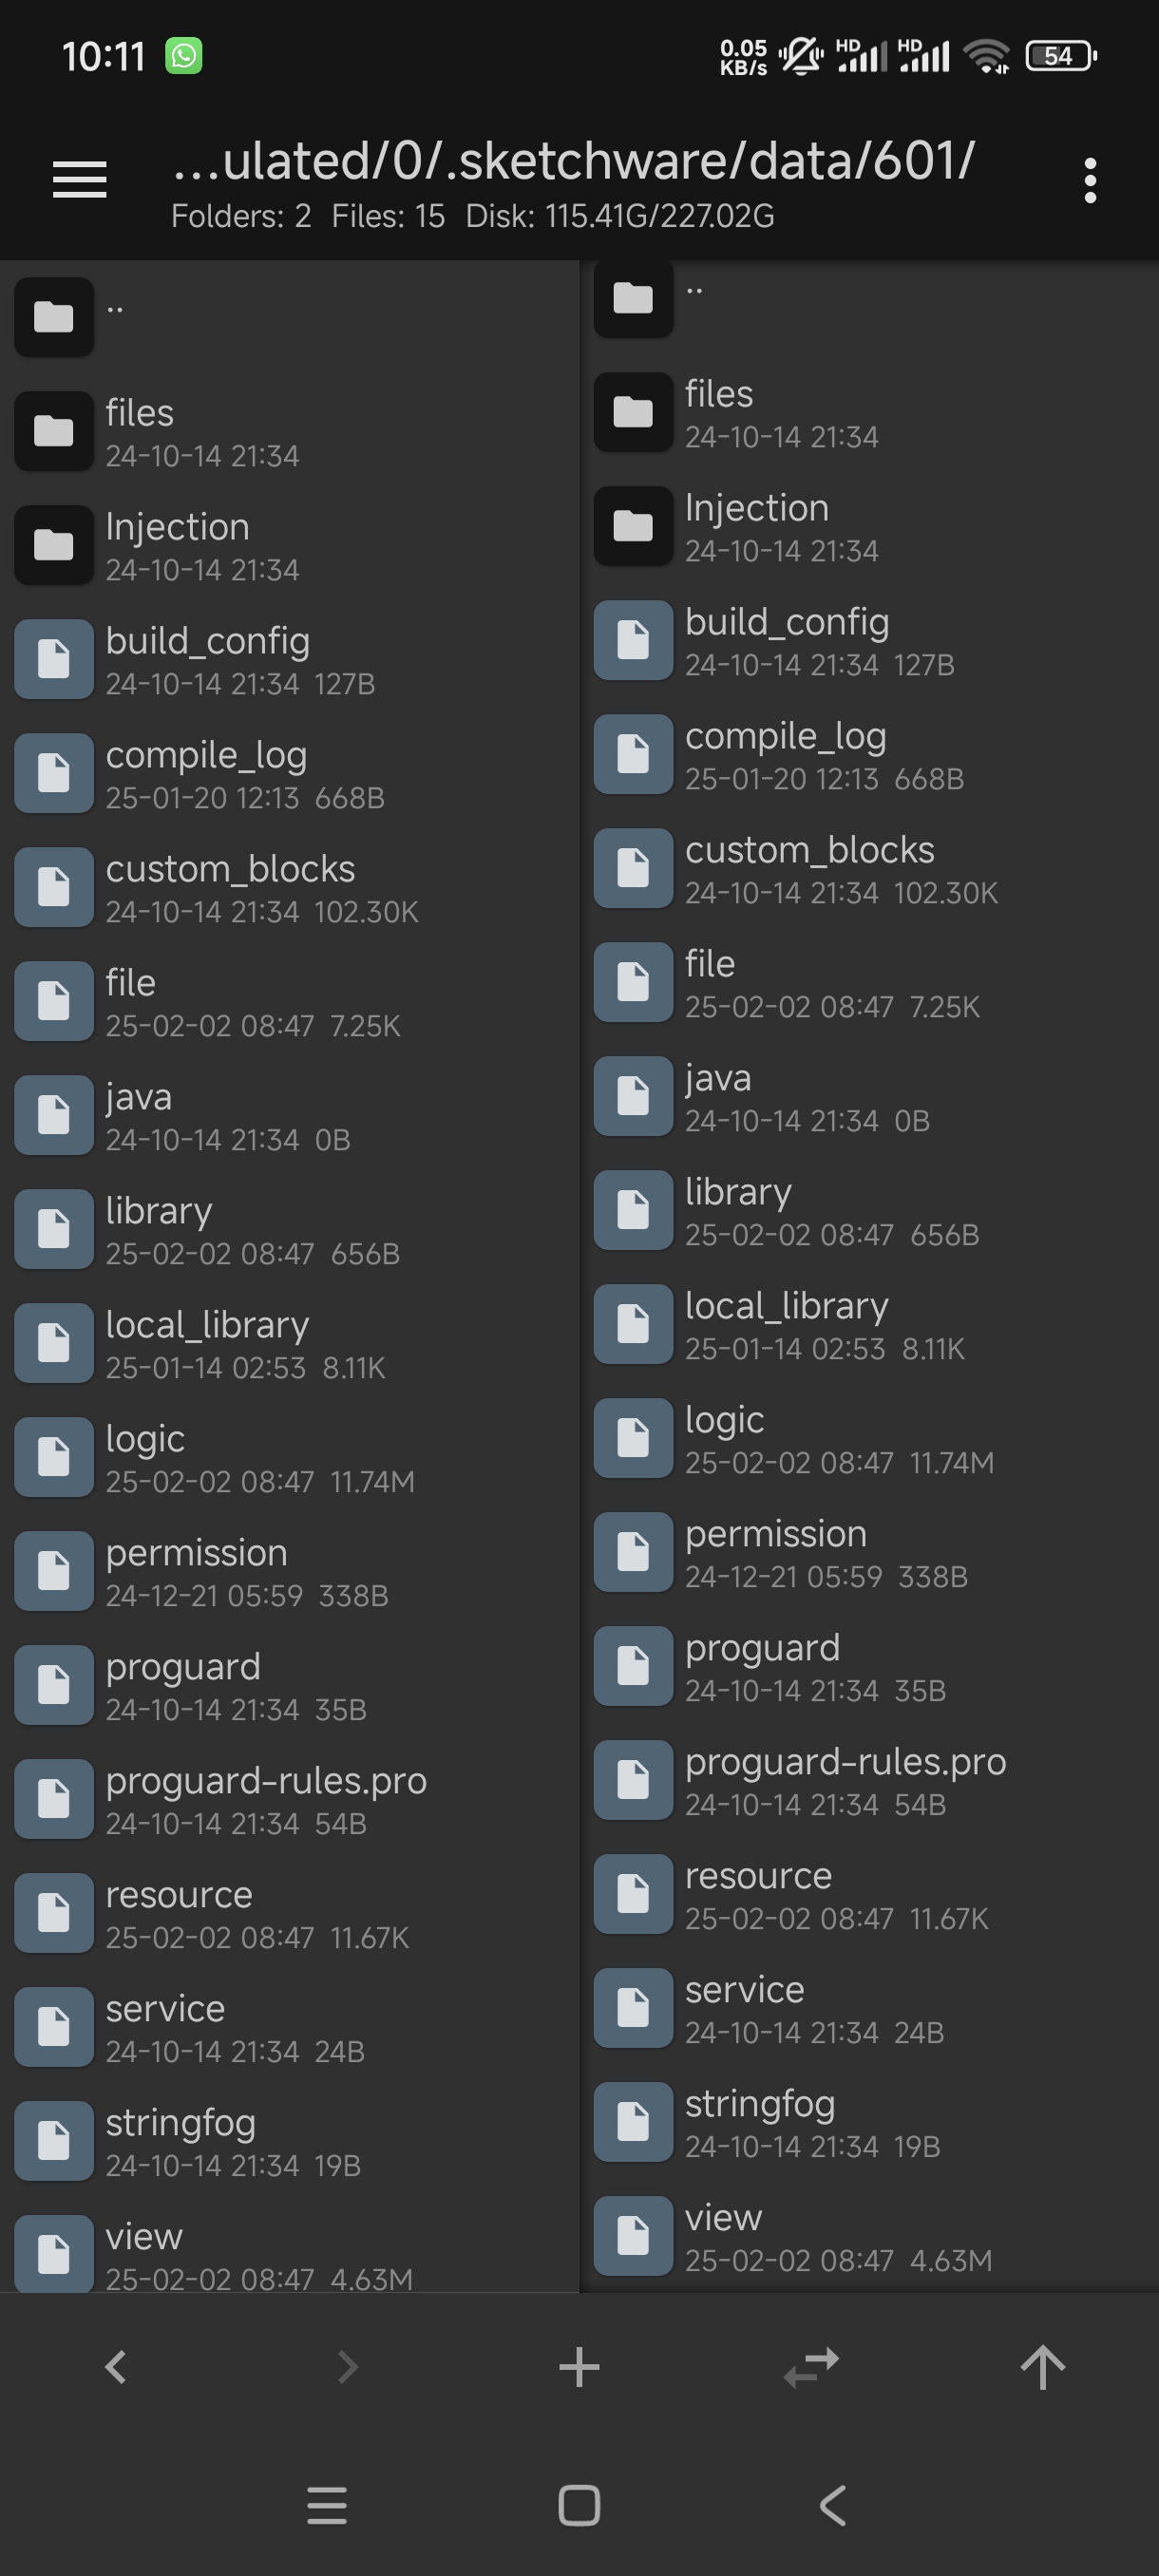 10:11
0.05
KB/s
HD
HD
54
...ulated/0/.sketchware/data/601/
Folders: 2 Files: 15 Disk: 115.41G/227.02G
..
files
24-10-14 21:34
Injection
24-10-14 21:34
build_config
24-10-14 21:34 127B
compile_log
25-01-20 12:13 668B
custom_blocks
24-10-14 21:34 102.30K
file
25-02-02 08:47 7.25K
java
24-10-14 21:34 0B
library
25-02-02 08:47 656B
local_library
25-01-14 02:53 8.11K
logic
25-02-02 08:47 11.74M
permission
24-12-21 05:59 338B
proguard
24-10-14 21:34 35B
proguard-rules.pro
24-10-14 21:34 54B
resource
25-02-02 08:47 11.67K
service
24-10-14 21:34 24B
stringfog
24-10-14 21:34 19B
view
25-02-02 08:47 4.63M
..
files
24-10-14 21:34
Injection
24-10-14 21:34
build_config
24-10-14 21:34 127B
compile_log
25-01-20 12:13 668B
custom_blocks
24-10-14 21:34 102.30K
file
25-02-02 08:47 7.25K
java
24-10-14 21:34 0B
library
25-02-02 08:47 656B
local_library
25-01-14 02:53 8.11K
logic
25-02-02 08:47 11.74M
permission
24-12-21 05:59 338B
proguard
24-10-14 21:34 35B
proguard-rules.pro
24-10-14 21:34 54B
resource
25-02-02 08:47 11.67K
service
24-10-14 21:34 24B
stringfog
24-10-14 21:34 19B
view
25-02-02 08:47 4.63M